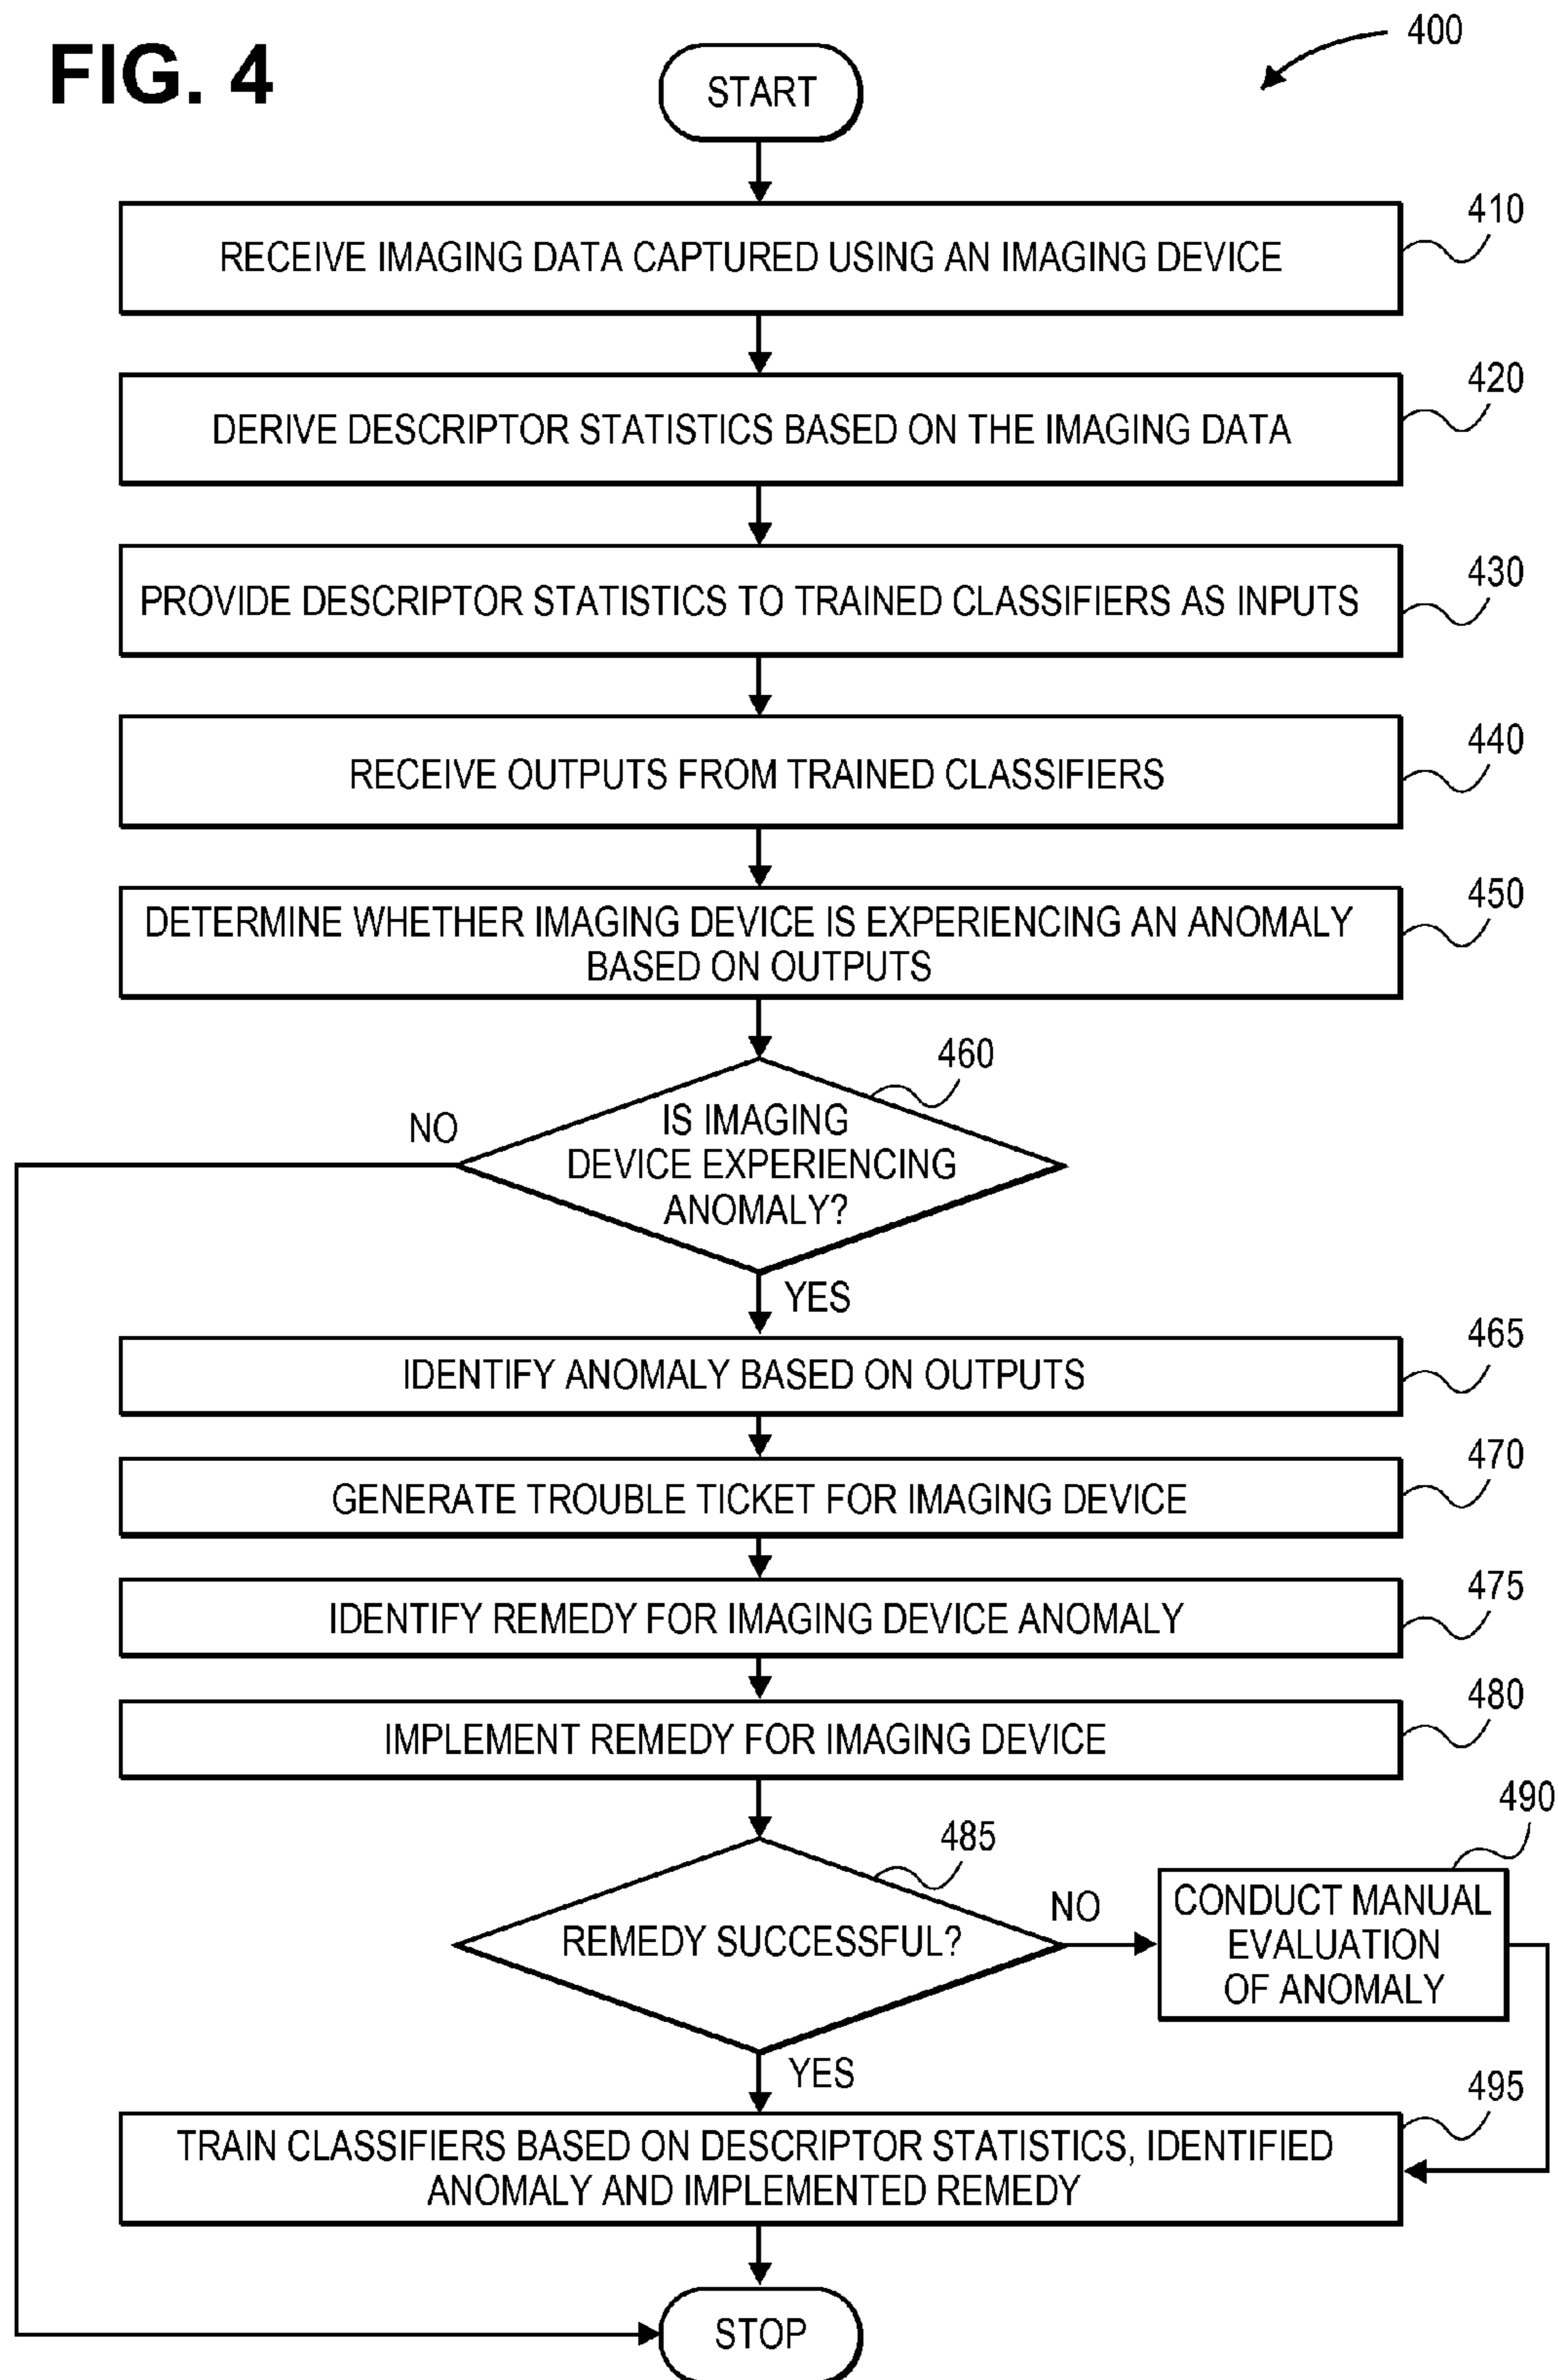 FIG. 4
400
START
410
RECEIVE IMAGING DATA CAPTURED USING AN IMAGING DEVICE
420
DERIVE DESCRIPTOR STATISTICS BASED ON THE IMAGING DATA
430
PROVIDE DESCRIPTOR STATISTICS TO TRAINED CLASSIFIERS AS INPUTS
440
RECEIVE OUTPUTS FROM TRAINED CLASSIFIERS
450
DETERMINE WHETHER IMAGING DEVICE IS EXPERIENCING AN ANOMALY
BASED ON OUTPUTS
460
NO
IS IMAGING
DEVICE EXPERIENCING
ANOMALY?
YES
465
IDENTIFY ANOMALY BASED ON OUTPUTS
470
GENERATE TROUBLE TICKET FOR IMAGING DEVICE
475
IDENTIFY REMEDY FOR IMAGING DEVICE ANOMALY
480
IMPLEMENT REMEDY FOR IMAGING DEVICE
490
485
REMEDY SUCCESSFUL?
NO
CONDUCT MANUAL
EVALUATION
OF ANOMALY
YES
495
TRAIN CLASSIFIERS BASED ON DESCRIPTOR STATISTICS, IDENTIFIED
ANOMALY AND IMPLEMENTED REMEDY
STOP